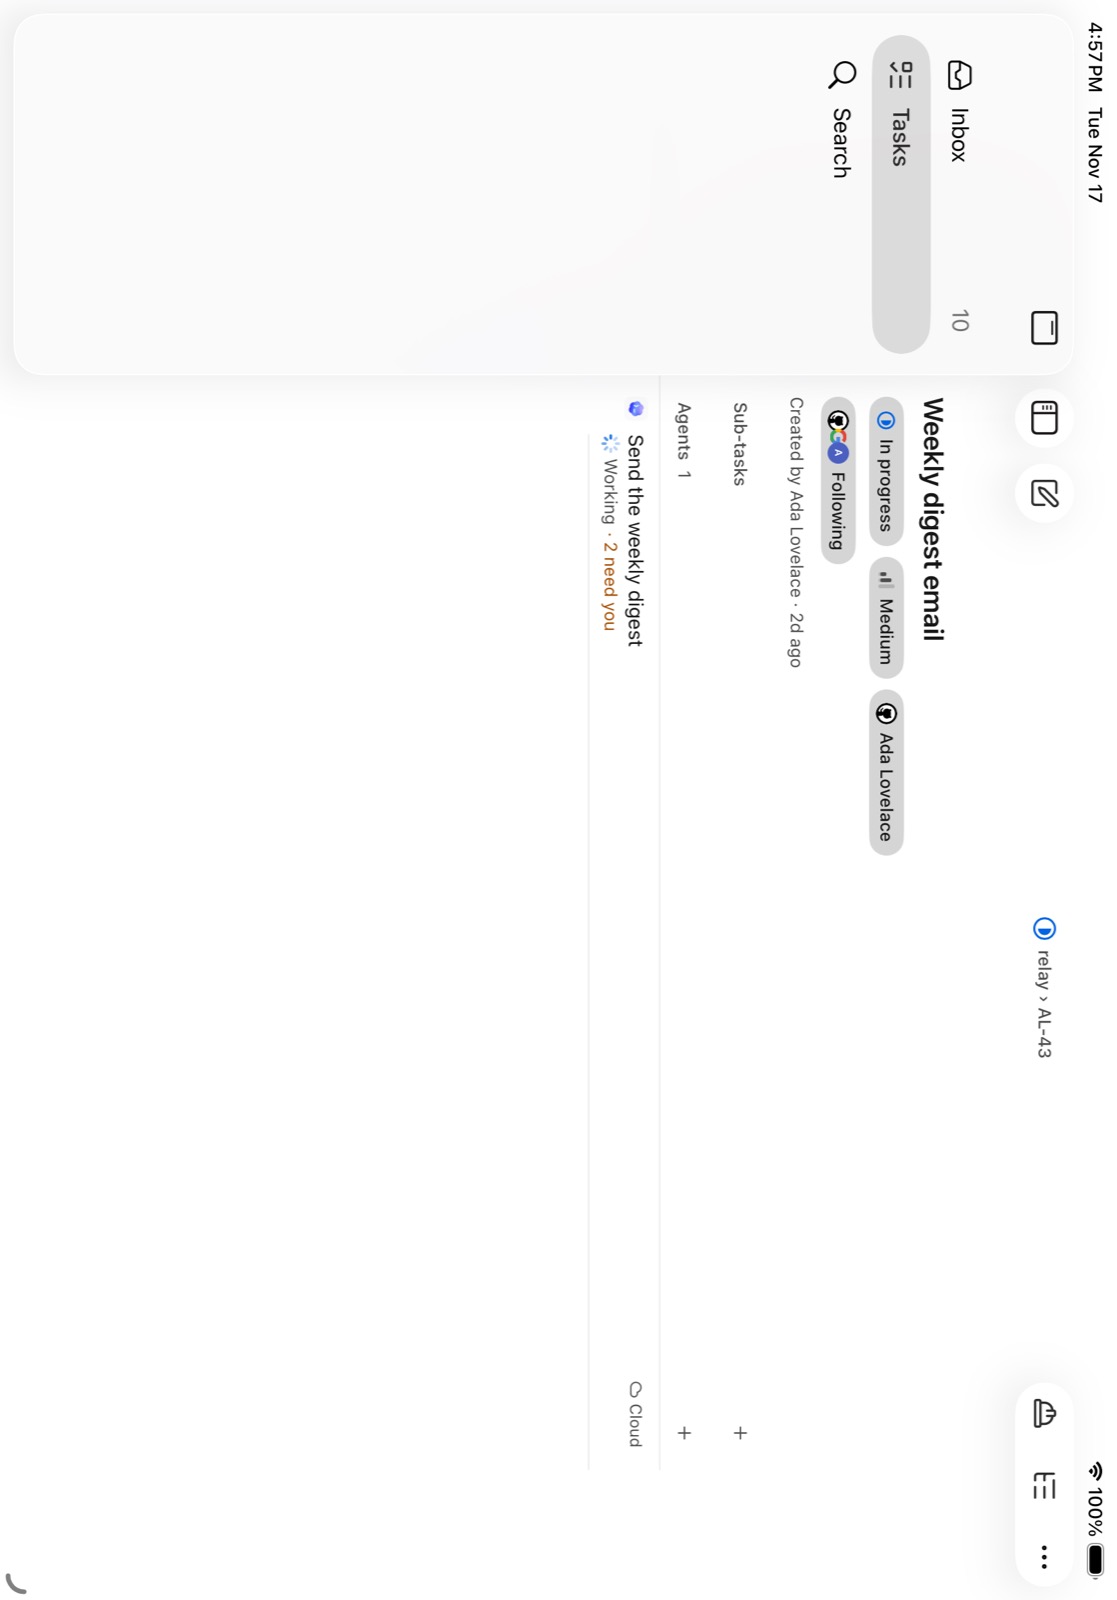 4:57 PM Tue Nov 17
100%
Inbox 10
Tasks
Search
relay › AL-43
Weekly digest email
In progress
Medium
Ada Lovelace
A Following
Created by Ada Lovelace · 2d ago
Sub-tasks
Agents 1
Send the weekly digest
Cloud
Working · 2 need you